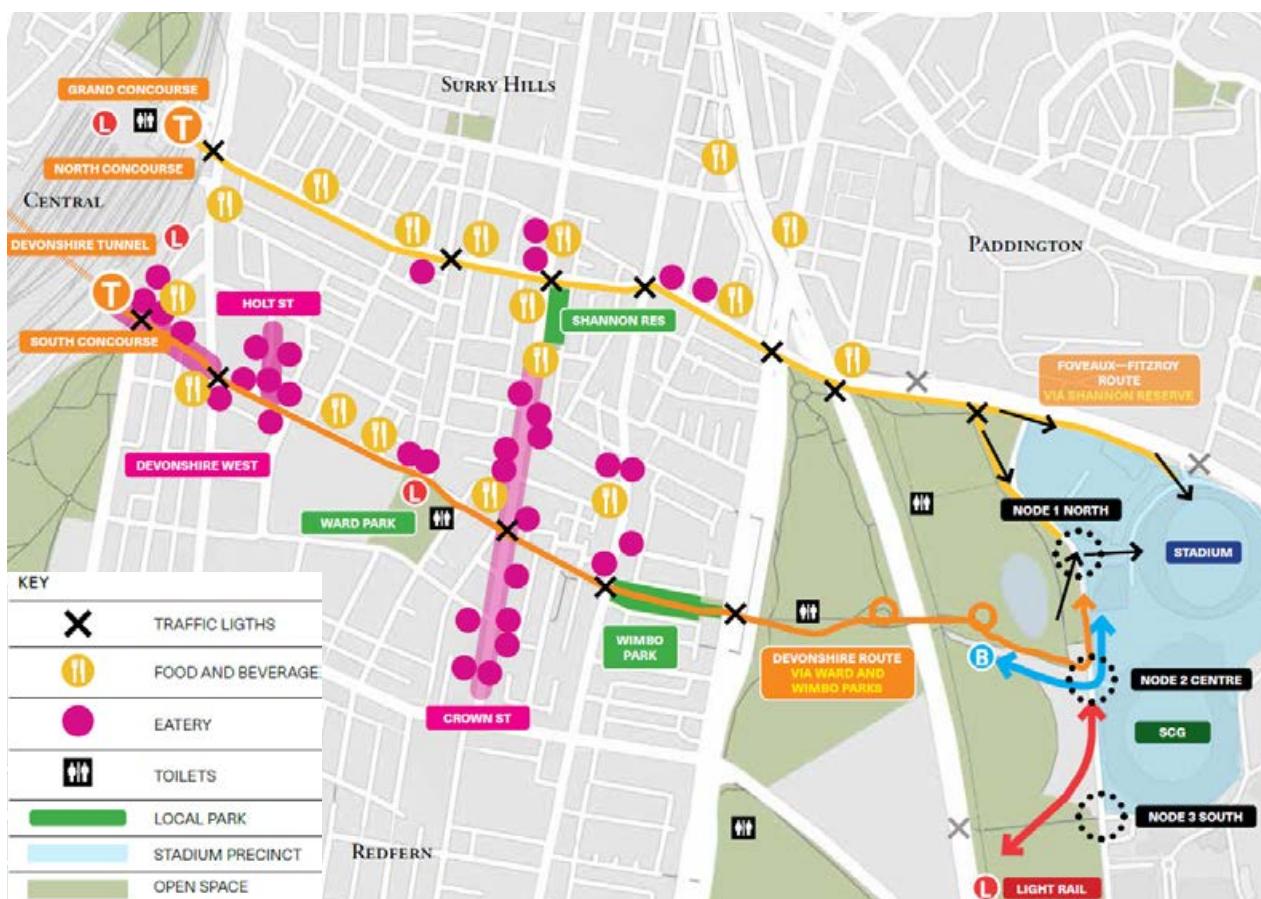 SURRY HILLS
GRAND CONCOURSE
L
T
NORTH CONCOURSE
CENTRAL
DEVONSHIRE TUNNEL
L
PADDINGTON
T
HOLT ST
SHANNON RES
SOUTH CONCOURSE
FOVEAUX—FITZROY
ROUTE
VIA SHANNON RESERVE
DEVONSHIRE WEST
L
WARD PARK
NODE 1 NORTH
STADIUM
WIMBO
PARK
DEVONSHIRE ROUTE
VIA WARD AND
WIMBO PARKS
B
NODE 2 CENTRE
CROWN ST
SCG
NODE 3 SOUTH
REDFERN
L
LIGHT RAIL
KEY
TRAFFIC LIGTHS
FOOD AND BEVERAGE
EATERY
TOILETS
LOCAL PARK
STADIUM PRECINCT
OPEN SPACE